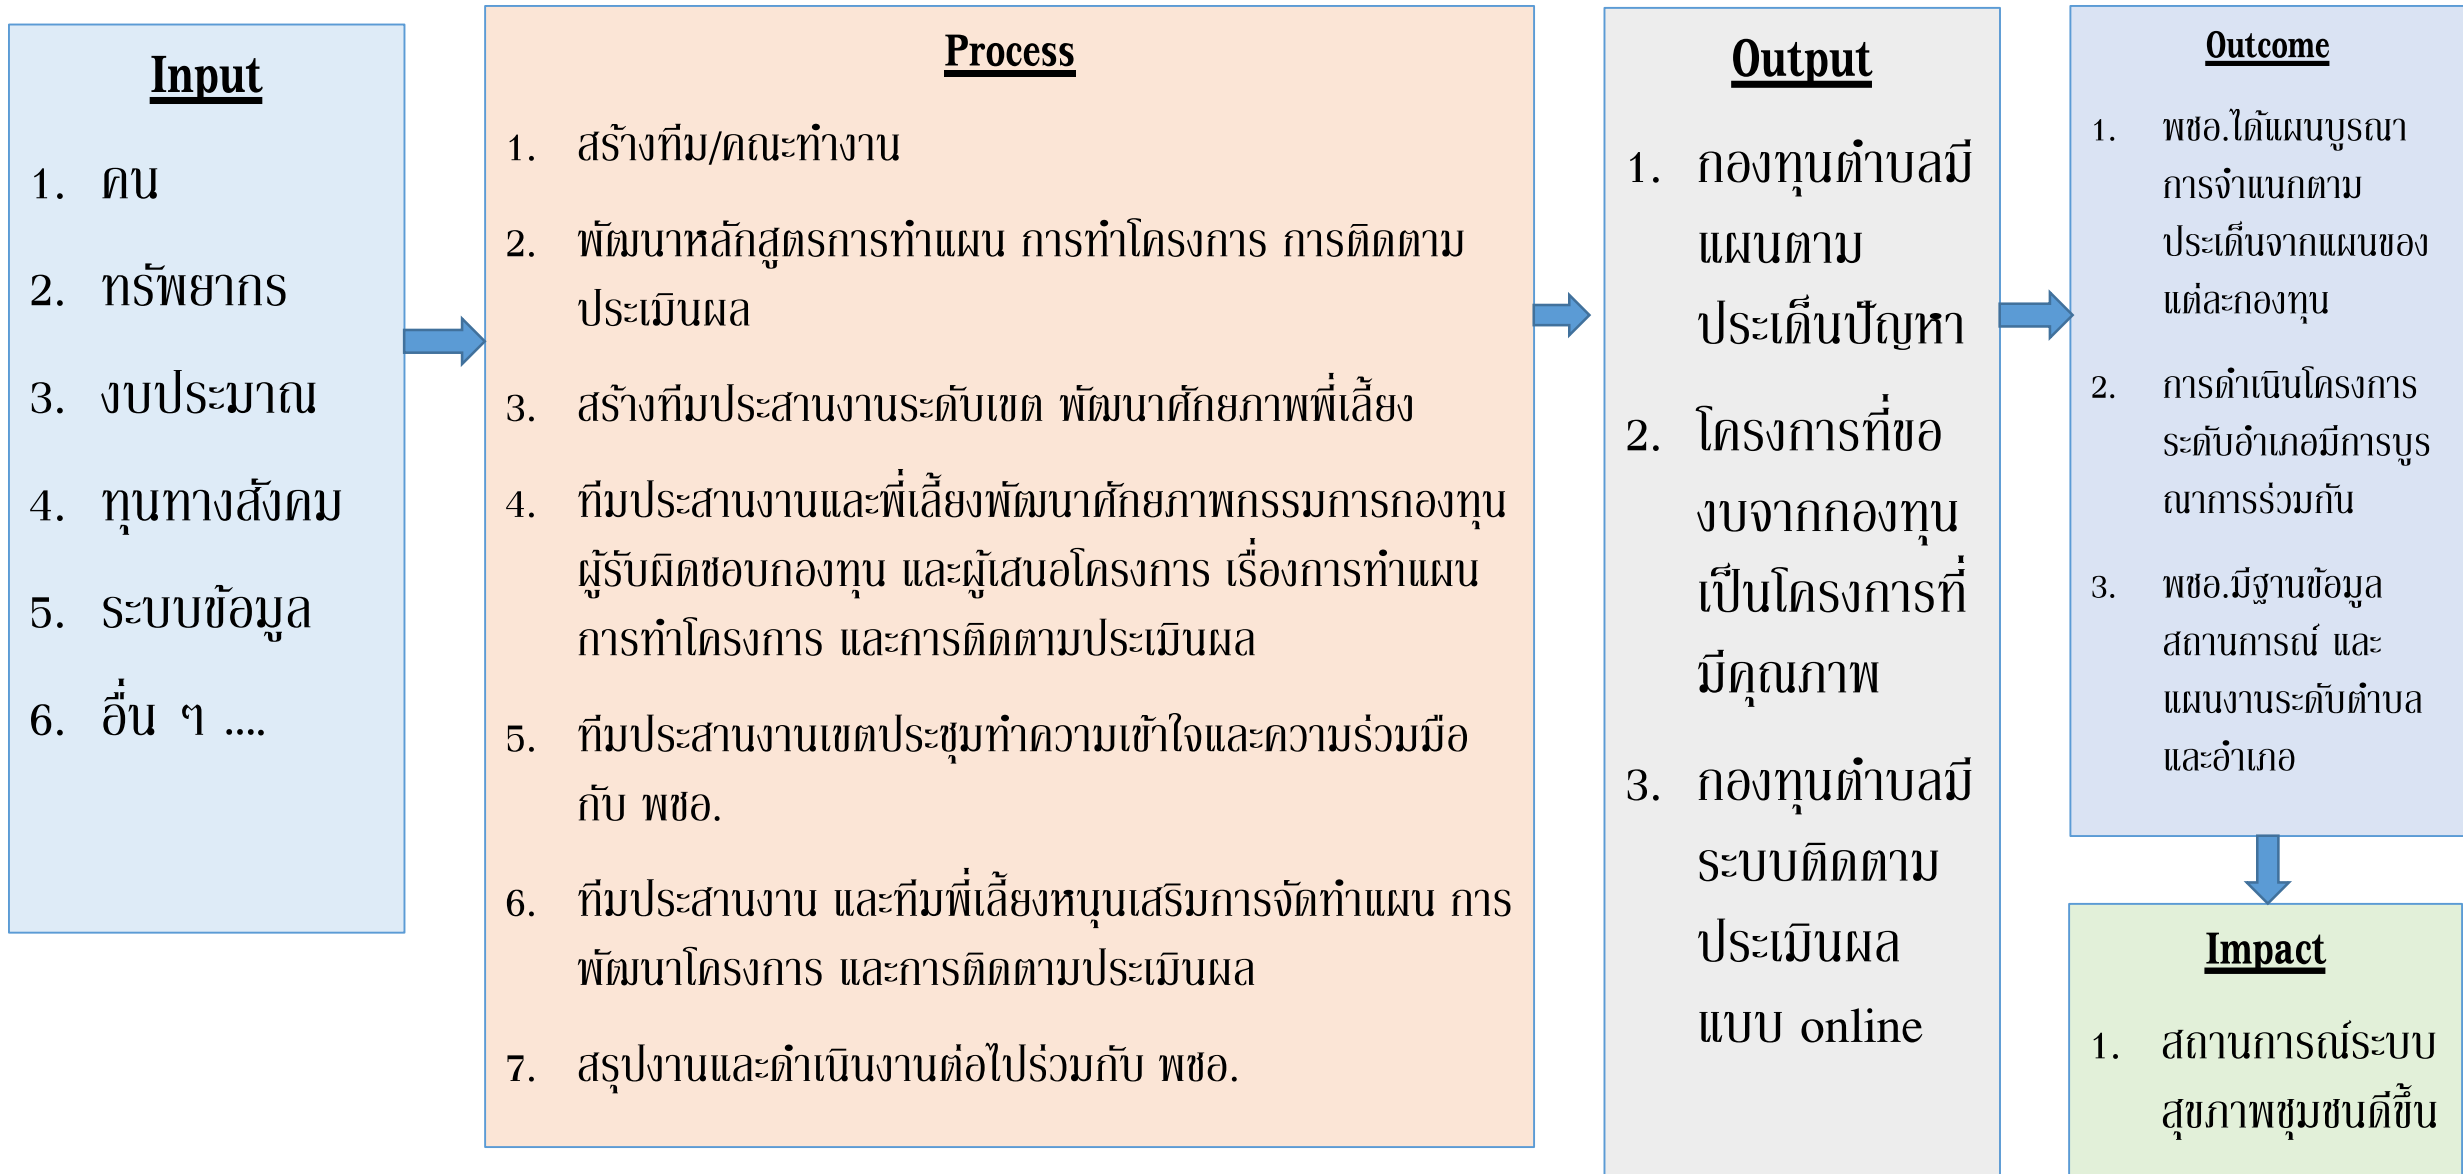 Input
1. คน
2. ทรัพยากร
3. งบประมาณ
4. ทุนทางสังคม
5. ระบบข้อมูล
6. อื่น ๆ ....
Process
1. สร้างทีม/คณะทำงาน
2. พัฒนาหลักสูตรการทำแผน การทำโครงการ การติดตาม
ประเมินผล
3. สร้างทีมประสานงานระดับเขต พัฒนาศักยภาพพี่เลี้ยง
4. ทีมประสานงานและพี่เลี้ยงพัฒนาศักยภาพกรรมการกองทุน
ผู้รับผิดชอบกองทุน และผู้เสนอโครงการ เรื่องการทำแผน
การทำโครงการ และการติดตามประเมินผล
5. ทีมประสานงานเขตประชุมทำความเข้าใจและความร่วมมือ
กับ พชอ.
6. ทีมประสานงาน และทีมพี่เลี้ยงหนุนเสริมการจัดทำแผน การ
พัฒนาโครงการ และการติดตามประเมินผล
7. สรุปงานและดำเนินงานต่อไปร่วมกับ พชอ.
Output
1. กองทุนตำบลมี
แผนตาม
ประเด็นปัญหา
2. โครงการที่ขอ
งบจากกองทุน
เป็นโครงการที่
มีคุณภาพ
3. กองทุนตำบลมี
ระบบติดตาม
ประเมินผล
แบบ online
Outcome
1. พชอ.ได้แผนบูรณา
การจำแนกตาม
ประเด็นจากแผนของ
แต่ละกองทุน
2. การดำเนินโครงการ
ระดับอำเภอมีการบูร
ณาการร่วมกัน
3. พชอ.มีฐานข้อมูล
สถานการณ์ และ
แผนงานระดับตำบล
และอำเภอ
Impact
1. สถานการณ์ระบบ
สุขภาพชุมชนดีขึ้น